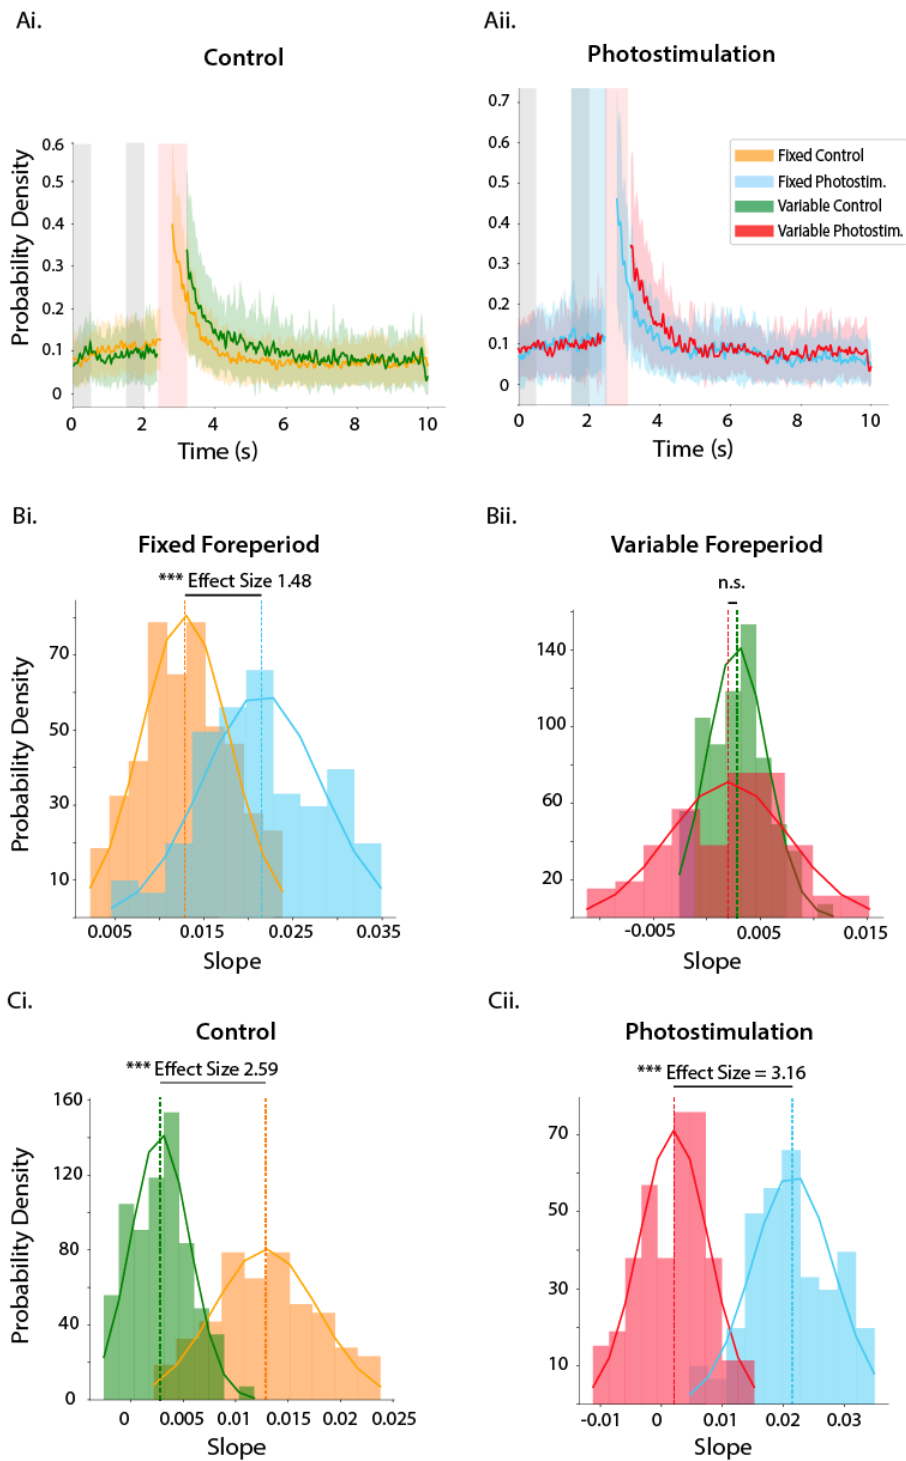 Ai.
Control
Probability Density
0.6
0.5
0.4
0.3
0.2
0.1
0
0
2
4
6
8
10
Time (s)
Aii.
Photostimulation
0.7
0.6
0.5
0.4
0.3
0.2
0.1
0
0
2
4
6
8
10
Time (s)
Fixed Control
Fixed Photostim.
Variable Control
Variable Photostim.
Bi.
Fixed Foreperiod
*** Effect Size 1.48
Probability Density
70
50
30
10
0.005
0.015
0.025
0.035
Slope
Bii.
Variable Foreperiod
n.s.
140
100
60
20
-0.005
0.005
0.015
Slope
Ci.
Control
*** Effect Size 2.59
Probability Density
160
120
80
40
0
0
0.005
0.01
0.015
0.02
0.025
Slope
Cii.
Photostimulation
*** Effect Size = 3.16
70
50
30
10
-0.01
0
0.01
0.02
0.03
Slope